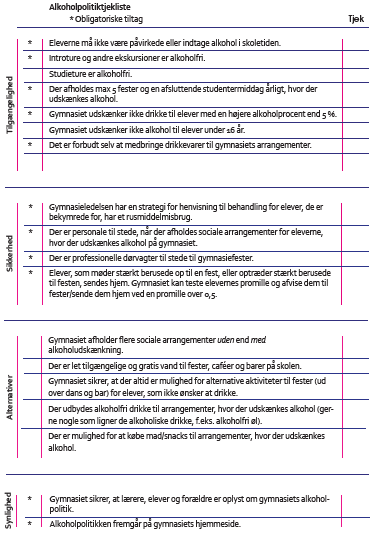 Alkoholpolitiktjekliste
* Obligatoriske tiltag
Tjek
Tilgængelighed
* Eleverne må ikke være påvirkede eller indtage alkohol i skoletiden.
* Introture og andre ekskursioner er alkoholfri.
Studieture er alkoholfri.
* Der afholdes max 5 fester og en afsluttende studentermiddag årligt, hvor der
udskænkes alkohol.
* Gymnasiet udskænker ikke drikke til elever med en højere alkoholprocent end 5 %.
Gymnasiet udskænker ikke alkohol til elever under 16 år.
* Det er forbudt selv at medbringe drikkevarer til gymnasiets arrangementer.
Sikkerhed
* Gymnasieledelsen har en strategi for henvisning til behandling for elever, de er
bekymrede for, har et rusmiddelmisbrug.
* Der er personale til stede, når der afholdes sociale arrangementer for eleverne,
hvor der udskænkes alkohol på gymnasiet.
* Der er professionelle dørvagter til stede til gymnasiefester.
* Elever, som møder stærkt berusede op til en fest, eller optræder stærkt berusede
til festen, sendes hjem. Gymnasiet kan teste elevernes promille og afvise dem til
fester/sende dem hjem ved en promille over 0,5.
Alternativer
Gymnasiet afholder flere sociale arrangementer uden end med
alkoholudskænkning.
Der er let tilgængelige og gratis vand til fester, caféer og barer på skolen.
Gymnasiet sikrer, at der altid er mulighed for alternative aktiviteter til fester (ud
over dans og bar) for elever, som ikke ønsker at drikke.
Der udbydes alkoholfri drikke til arrangementer, hvor der udskænkes alkohol (ger-
ne nogle som ligner de alkoholiske drikke, f.eks. alkoholfri øl).
Der er mulighed for at købe mad/snacks til arrangementer, hvor der udskænkes
alkohol.
Synlighed
* Gymnasiet sikrer, at lærere, elever og forældre er oplyst om gymnasiets alkohol-
politik.
* Alkoholpolitikken fremgår på gymnasiets hjemmeside.